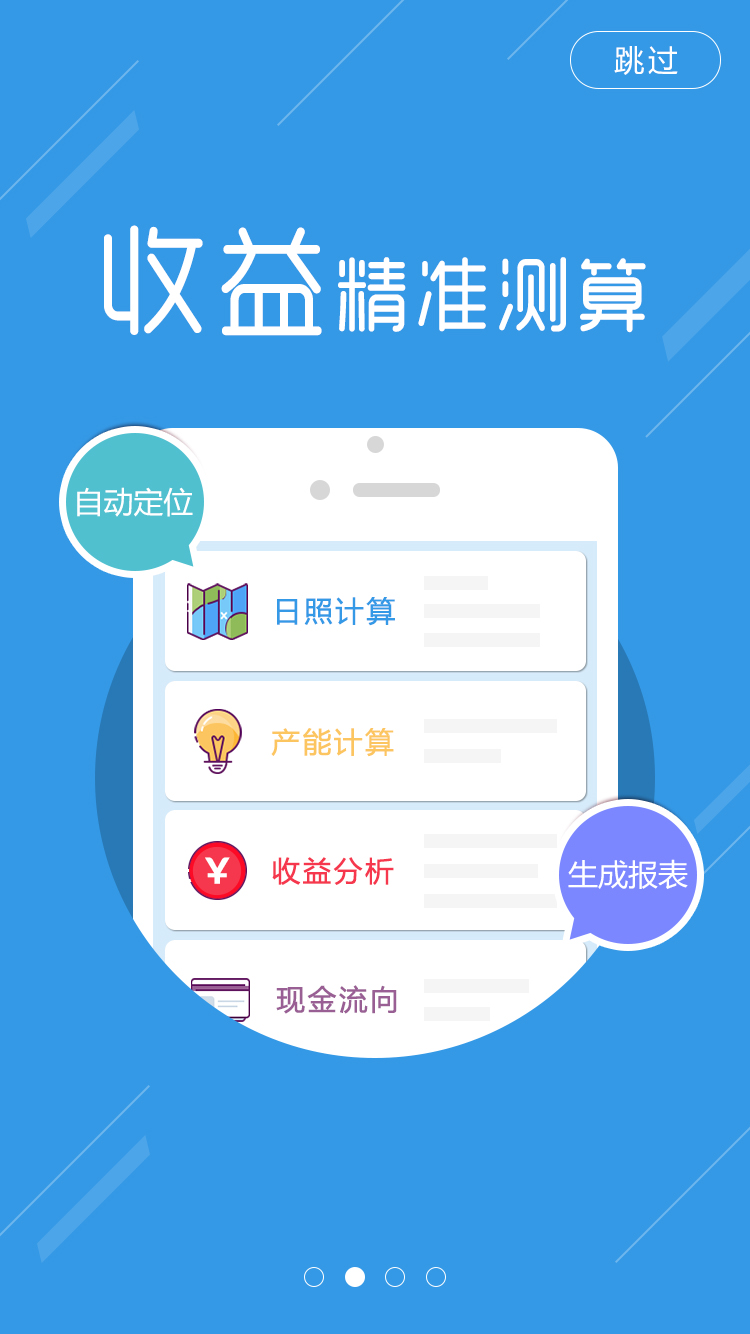 跳过
收益精准测算
自动定位
日照计算
产能计算
¥
收益分析
生成报表
现金流向